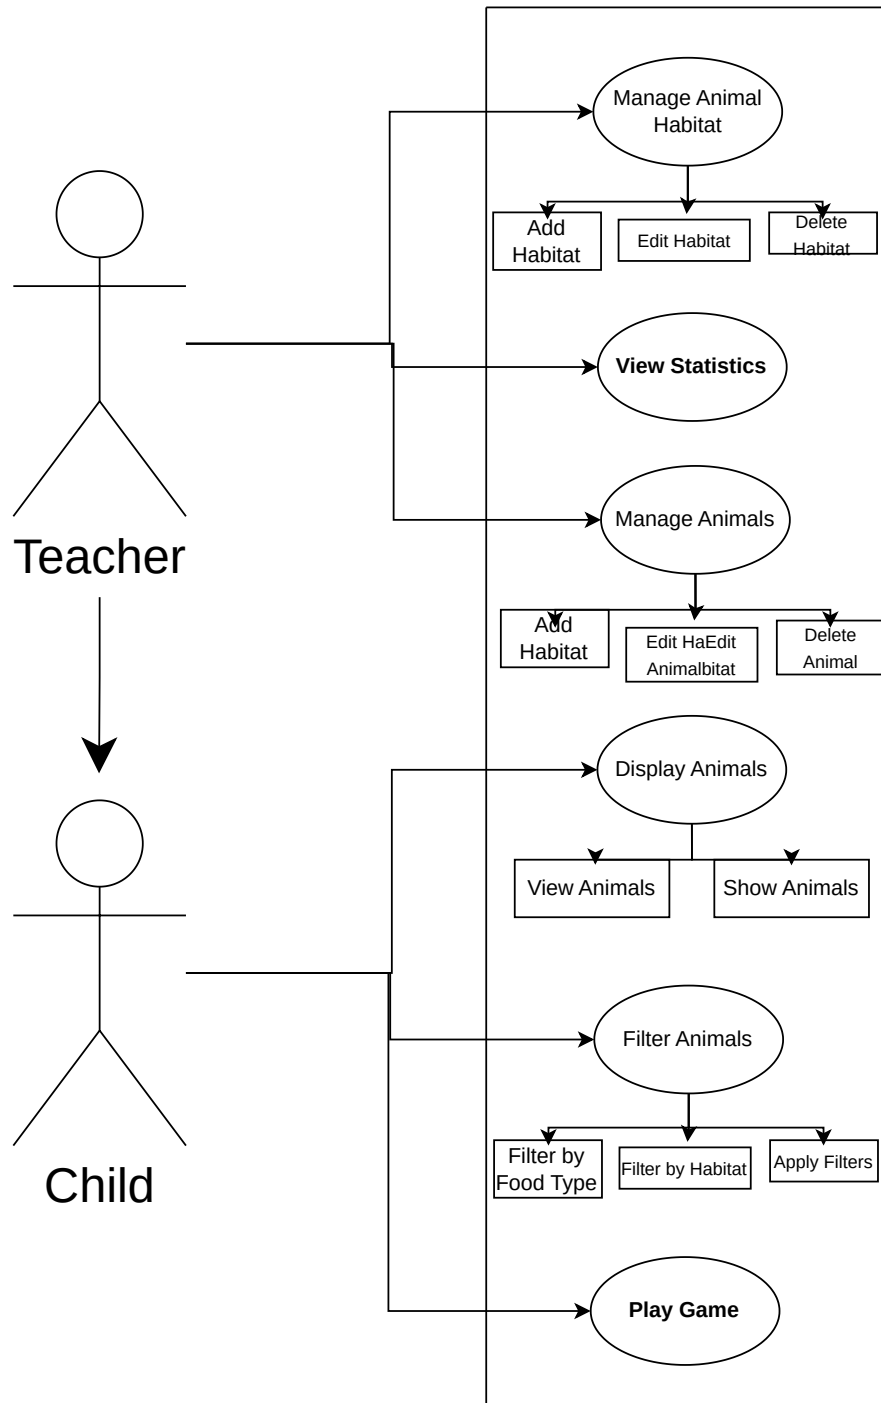 Manage Animal
Habitat
Add
Habitat
Edit Habitat
Delete
Habitat
View Statistics
Teacher
Manage Animals
Add
Habitat
Edit HaEdit
Animalbitat
Delete
Animal
Display Animals
View Animals
Show Animals
Filter Animals
Filter by
Food Type
Filter by Habitat
Apply Filters
Child
Play Game